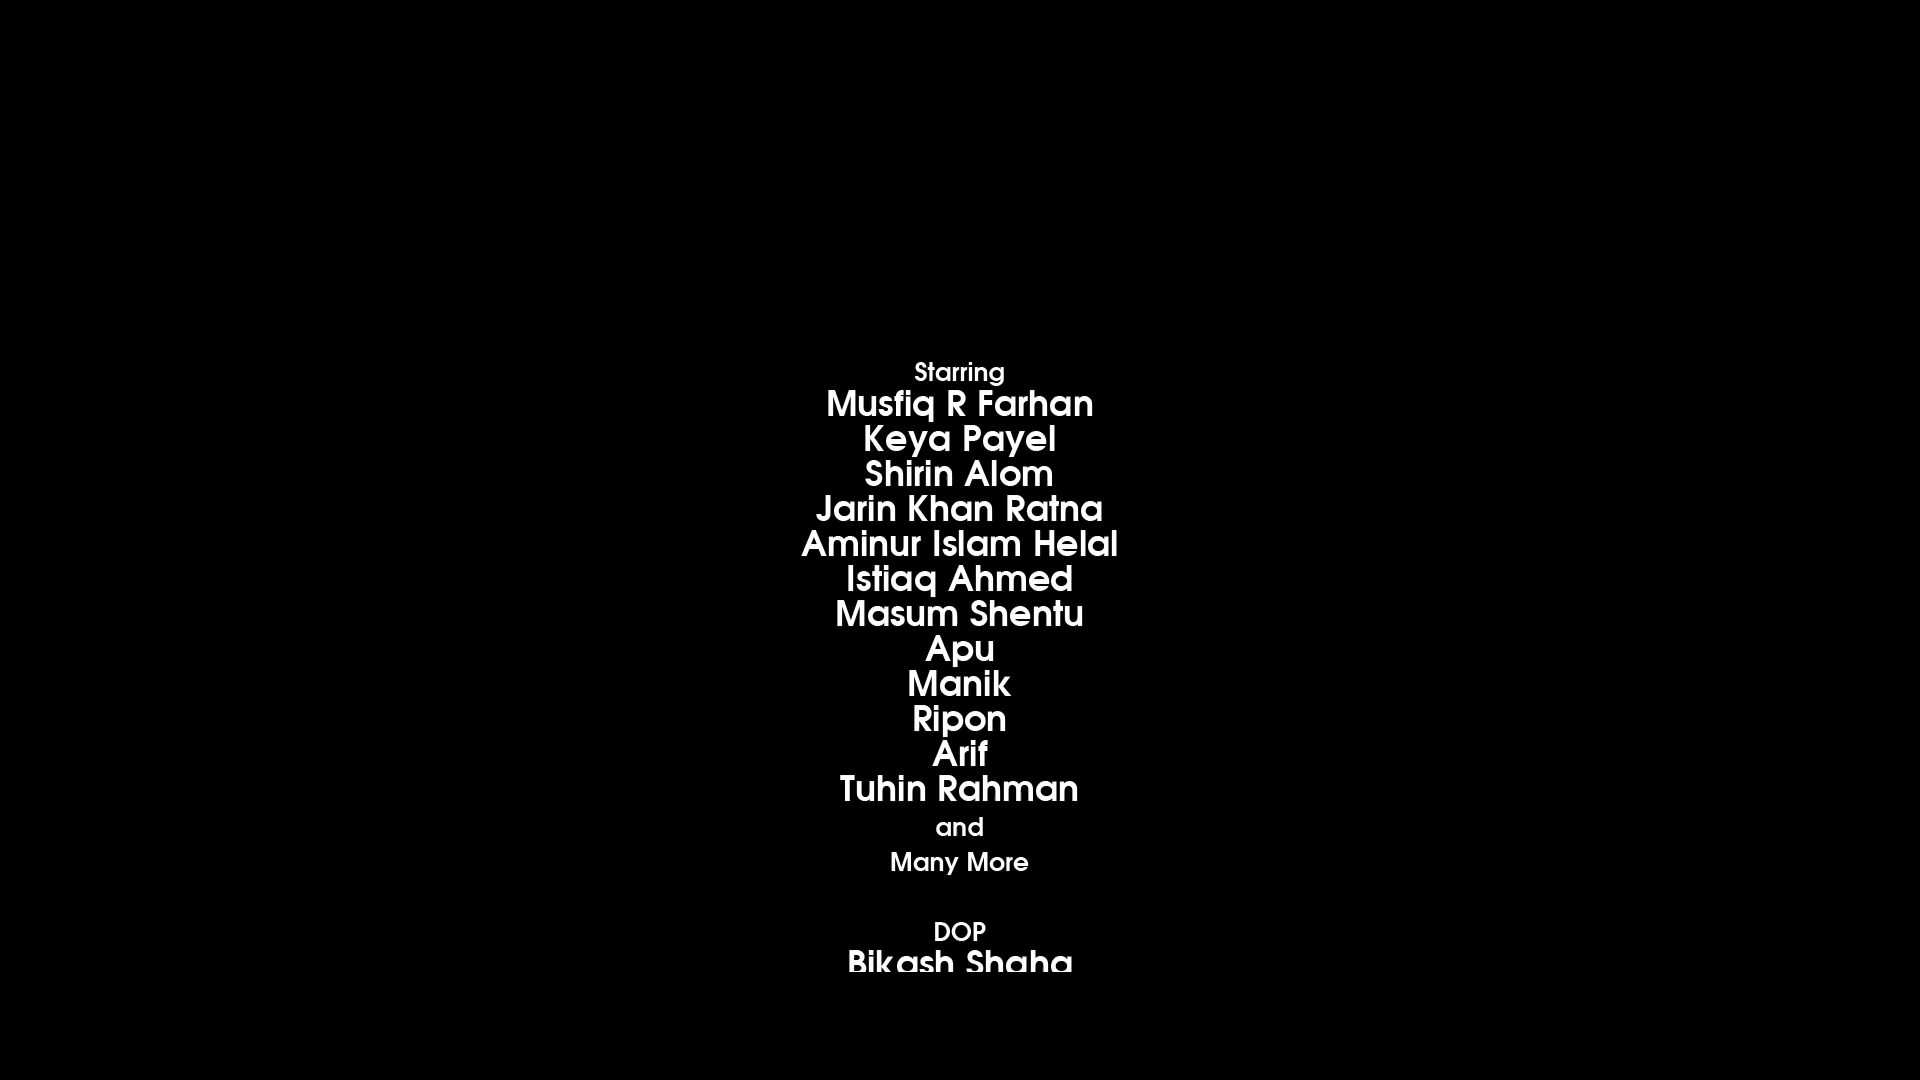 Starring
Musfiq R Farhan
Keya Payel
Shirin Alom
Jarin Khan Ratna
Aminur Islam Helal
Istiaq Ahmed
Masum Shentu
Apu
Manik
Ripon
Arif
Tuhin Rahman
and
Many More
DOP
Bikash Shaha